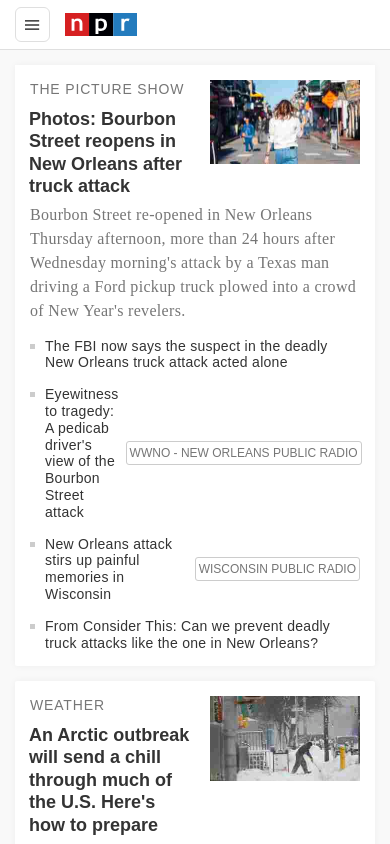 npr
THE PICTURE SHOW
Photos: Bourbon
Street reopens in
New Orleans after
truck attack
Bourbon Street re-opened in New Orleans
Thursday afternoon, more than 24 hours after
Wednesday morning's attack by a Texas man
driving a Ford pickup truck plowed into a crowd
of New Year's revelers.
The FBI now says the suspect in the deadly
New Orleans truck attack acted alone
Eyewitness
to tragedy:
A pedicab
driver's
view of the
Bourbon
Street
attack
WWNO - NEW ORLEANS PUBLIC RADIO
New Orleans attack
stirs up painful
memories in
Wisconsin
WISCONSIN PUBLIC RADIO
From Consider This: Can we prevent deadly
truck attacks like the one in New Orleans?
WEATHER
An Arctic outbreak
will send a chill
through much of
the U.S. Here's
how to prepare